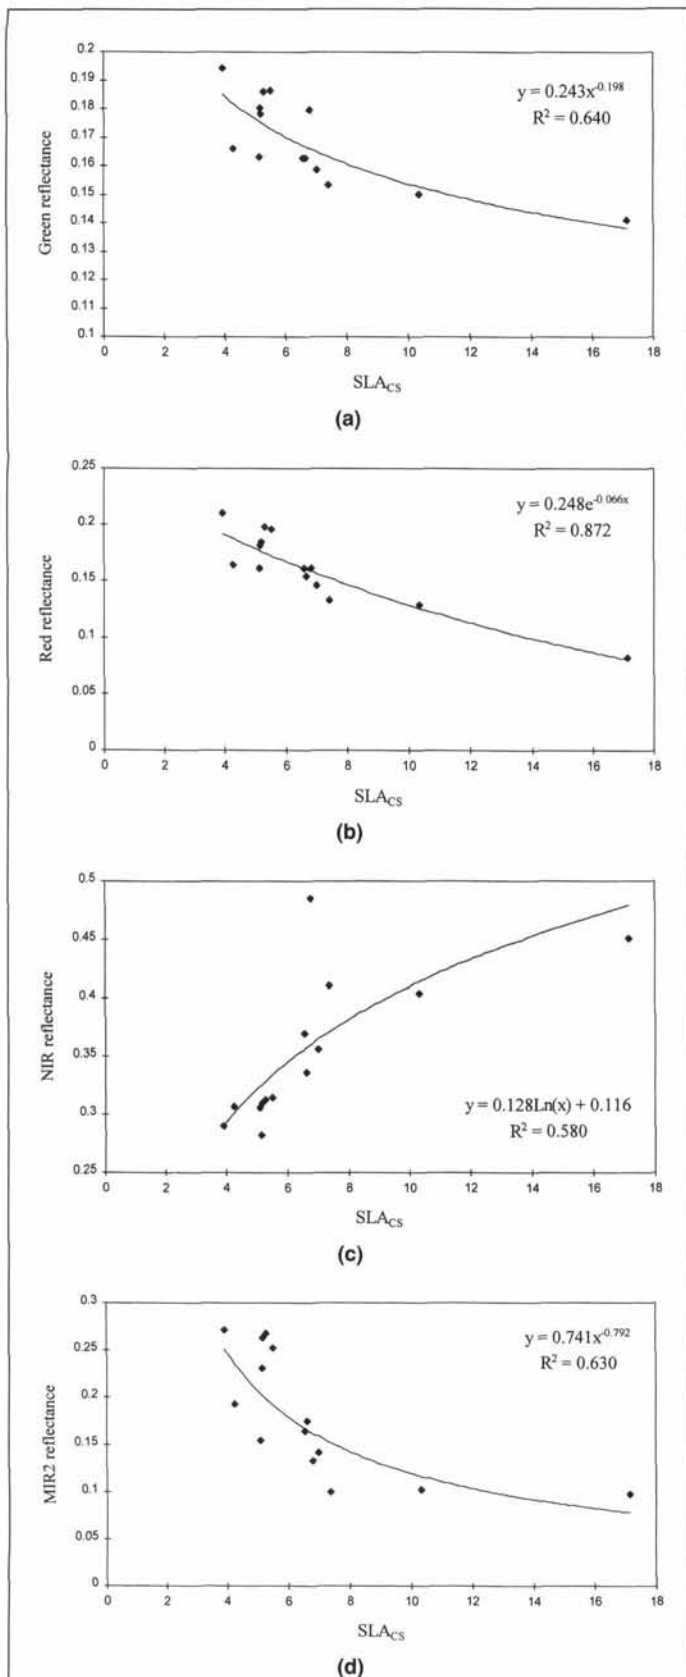 0.2
0.19
0.18
0.17
0.16
0.15
0.14
0.13
0.12
0.11
0.1
Green reflectance
y = 0.243x^-0.198
R² = 0.640
0 2 4 6 8 10 12 14 16 18
SLA_CS
(a)
0.25
0.2
0.15
0.1
0.05
0
Red reflectance
y = 0.248e^-0.066x
R² = 0.872
0 2 4 6 8 10 12 14 16 18
SLA_CS
(b)
0.5
0.45
0.4
0.35
0.3
0.25
NIR reflectance
y = 0.128Ln(x) + 0.116
R² = 0.580
0 2 4 6 8 10 12 14 16 18
SLA_CS
(c)
0.3
0.25
0.2
0.15
0.1
0.05
0
MIR2 reflectance
y = 0.741x^-0.792
R² = 0.630
0 2 4 6 8 10 12 14 16 18
SLA_CS
(d)